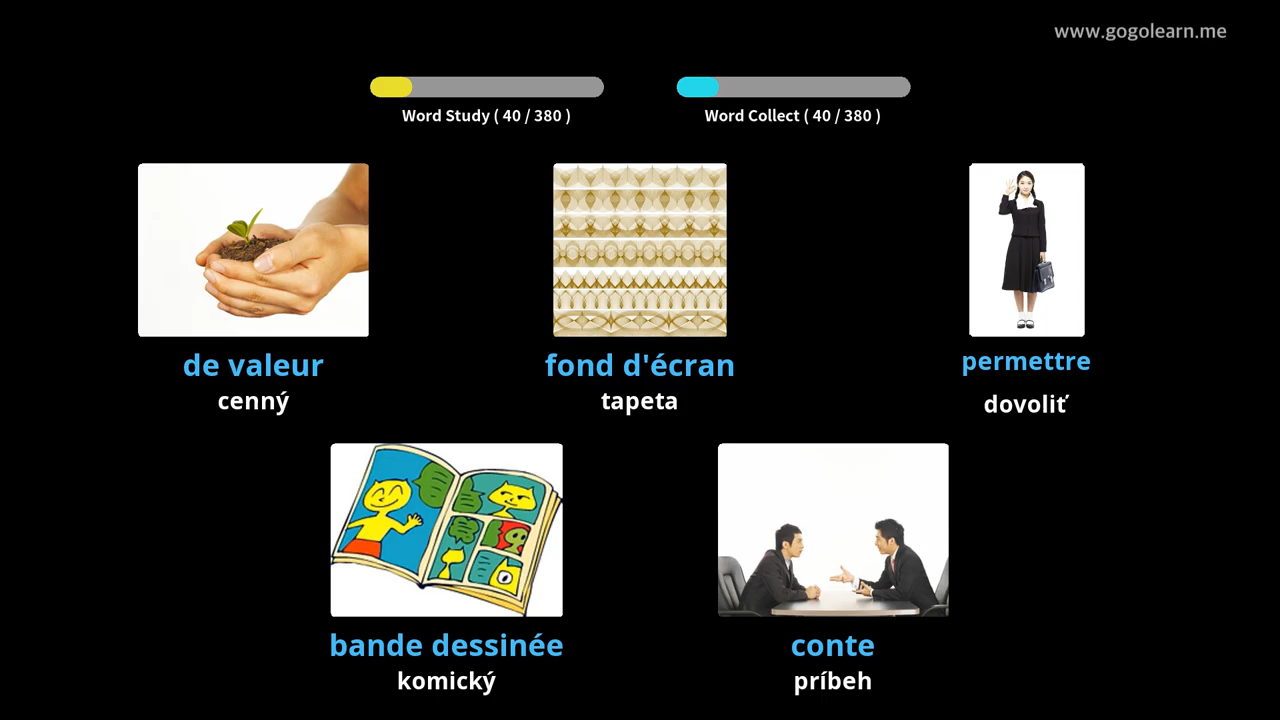 www.gogolearn.me
Word Study ( 40 / 380 )
Word Collect ( 40 / 380 )
de valeur
cenný
fond d'écran
tapeta
permettre
dovoliť
bande dessinée
komický
conte
príbeh